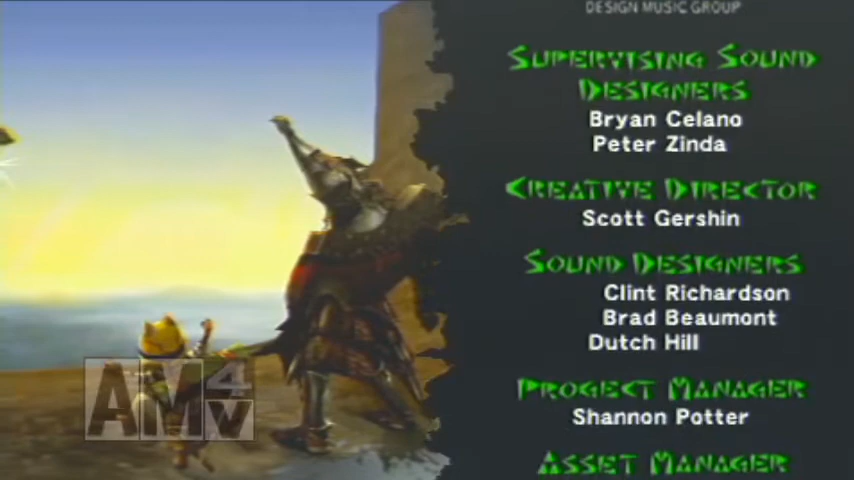 DESIGN MUSIC GROUP
SUPERVISING SOUND
DESIGNERS
Bryan Celano
Peter Zinda
CREATIVE DIRECTOR
Scott Gershin
SOUND DESIGNERS
Clint Richardson
Brad Beaumont
Dutch Hill
PROGECT MANAGER
Shannon Potter
ASSET MANAGER
AM4V